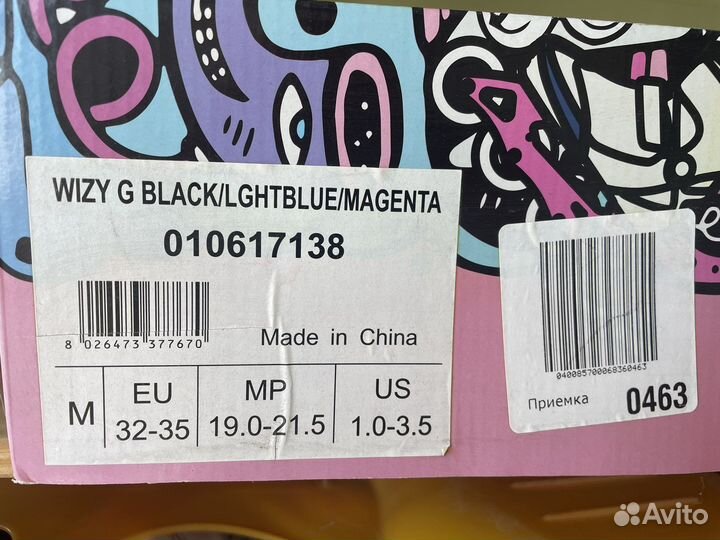 WIZY G BLACK/LGHTBLUE/MAGENTA
010617138
8 026473 377670
Made in China
M
EU
32-35
MP
19.0-21.5
US
1.0-3.5
040085700068360463
Приемка 0463
Avito